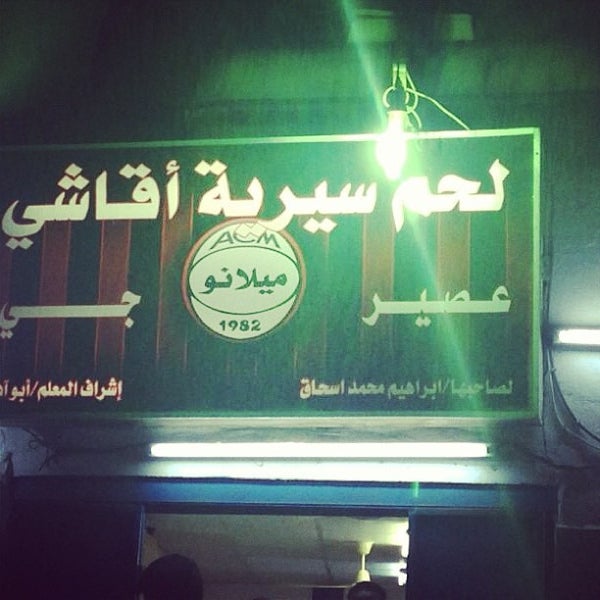 لحم سيرية أقاشي
ACM
ميلانو
1982
عصير جي
لصاحبها/ابراهيم محمد اسحاق
إشراف المعلم/أبو